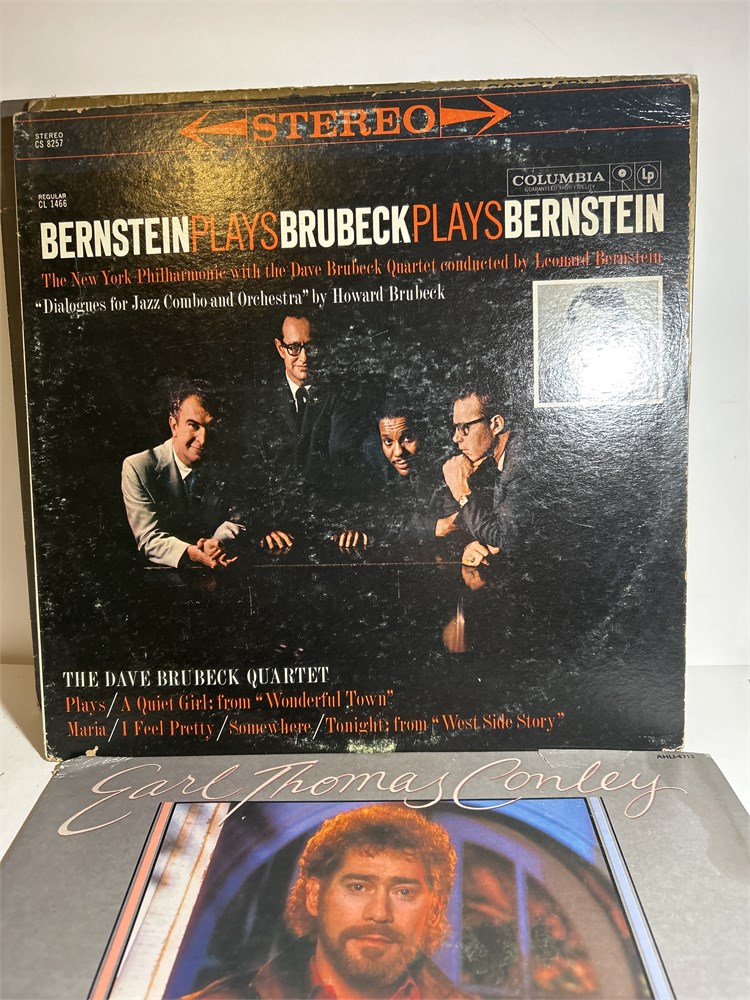 STEREO
STEREO
CS 8257
REGULAR
CL 1466
COLUMBIA
GUARANTEED HIGH FIDELITY
Lp
BERNSTEIN PLAYS BRUBECK PLAYS BERNSTEIN
The New York Philharmonic with the Dave Brubeck Quartet conducted by Leonard Bernstein
“Dialogues for Jazz Combo and Orchestra” by Howard Brubeck
THE DAVE BRUBECK QUARTET
Plays/A Quiet Girl: from “Wonderful Town”
Maria/I Feel Pretty/Somewhere/Tonight: from “West Side Story”
AHL1-4713
Earl Thomas Conley